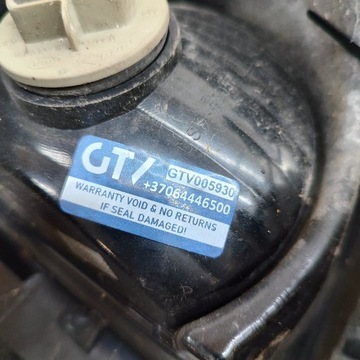 GTV
GTV005930
+37064446500
WARRANTY VOID & NO RETURNS
IF SEAL DAMAGED!